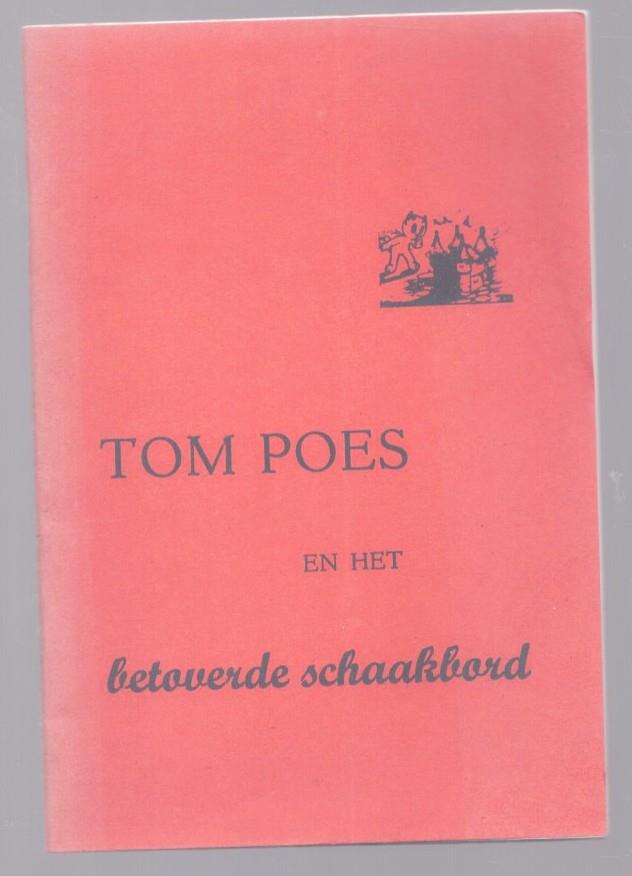 TOM POES
EN HET
betoverde schaakbord